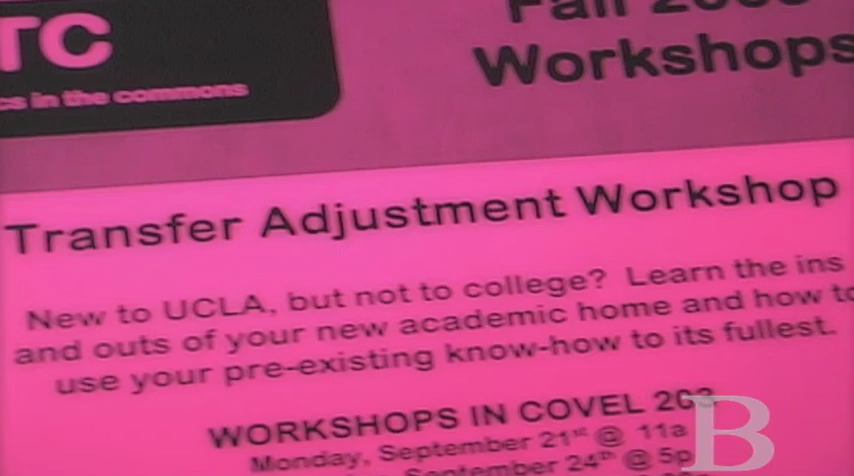 TC
in the commons
Fall
Workshops
Transfer Adjustment Workshop
New to UCLA, but not to college? Learn the ins
and outs of your new academic home and how to
use your pre-existing know-how to its fullest.
WORKSHOPS IN COVEL 203
Monday, September 21st @ 11a
September 24th @ 5p
B